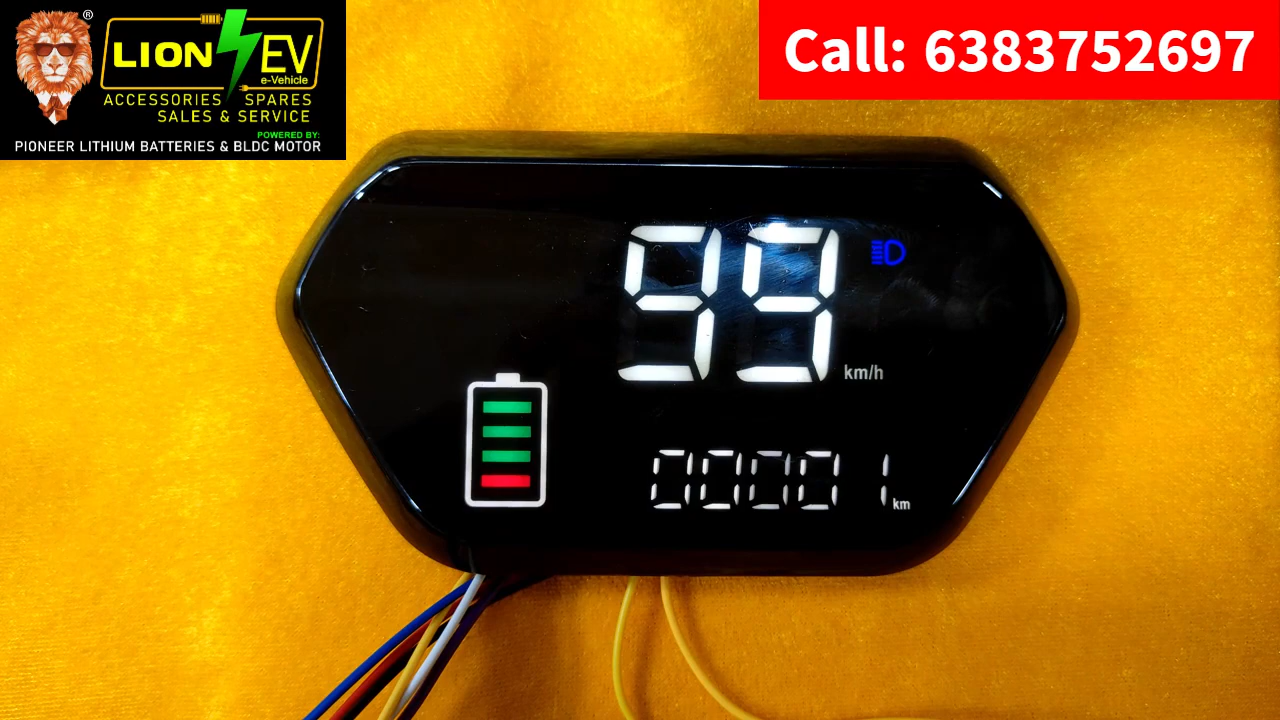 ®
LION EV
e-Vehicle
ACCESSORIES SPARES
SALES & SERVICE
POWERED BY:
PIONEER LITHIUM BATTERIES & BLDC MOTOR
Call: 6383752697
99 km/h
00001 km